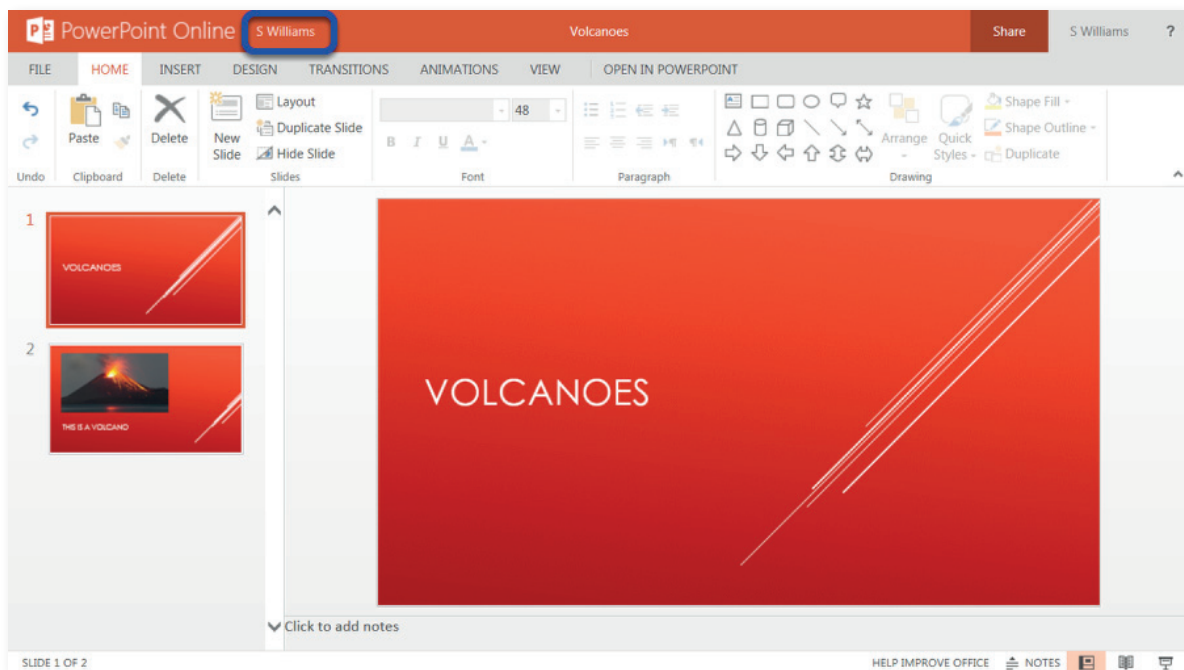 PowerPoint Online S Williams Volcanoes Share S Williams ?
FILE HOME INSERT DESIGN TRANSITIONS ANIMATIONS VIEW OPEN IN POWERPOINT
Layout
Duplicate Slide
Hide Slide
Paste
Delete
New
Slide
48
B I U A
Arrange
Quick
Styles
Shape Fill
Shape Outline
Duplicate
Undo Clipboard Delete Slides Font Paragraph Drawing
1
VOLCANOES
2
THIS IS A VOLCANO
VOLCANOES
Click to add notes
SLIDE 1 OF 2 HELP IMPROVE OFFICE NOTES